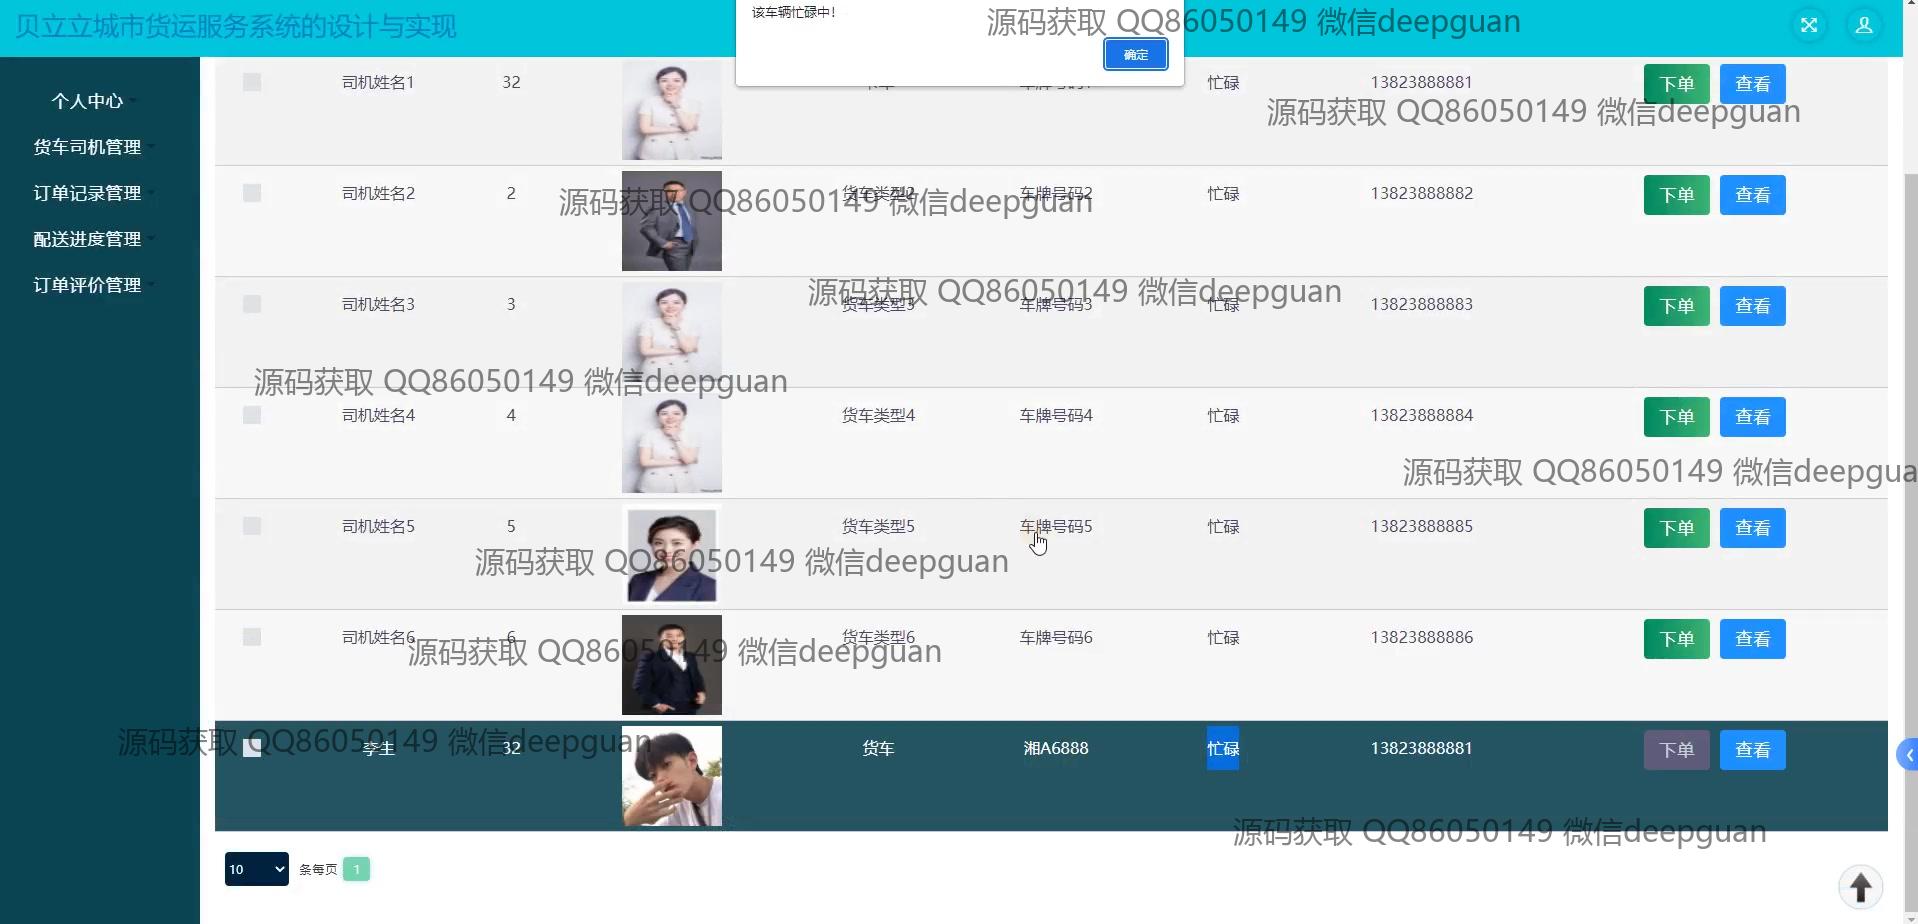 贝立立城市货运服务系统的设计与实现
该车辆忙碌中!
确定
源码获取 QQ86050149 微信deepguan
个人中心
货车司机管理
订单记录管理
配送进度管理
订单评价管理
司机姓名1 32 忙碌 13823888881 下单 查看
源码获取 QQ86050149 微信deepguan
司机姓名2 2 货车类型2 车牌号码2 忙碌 13823888882 下单 查看
源码获取 QQ86050149 微信deepguan
司机姓名3 3 货车类型3 车牌号码3 忙碌 13823888883 下单 查看
源码获取 QQ86050149 微信deepguan
源码获取 QQ86050149 微信deepguan
司机姓名4 4 货车类型4 车牌号码4 忙碌 13823888884 下单 查看
源码获取 QQ86050149 微信deepgua
司机姓名5 5 货车类型5 车牌号码5 忙碌 13823888885 下单 查看
源码获取 QQ86050149 微信deepguan
司机姓名6 6 货车类型6 车牌号码6 忙碌 13823888886 下单 查看
源码获取 QQ86050149 微信deepguan
32 货车 湘A6888 忙碌 13823888881 下单 查看
源码获取 QQ86050149 微信deepguan
源码获取 QQ86050149 微信deepguan
10 条每页 1